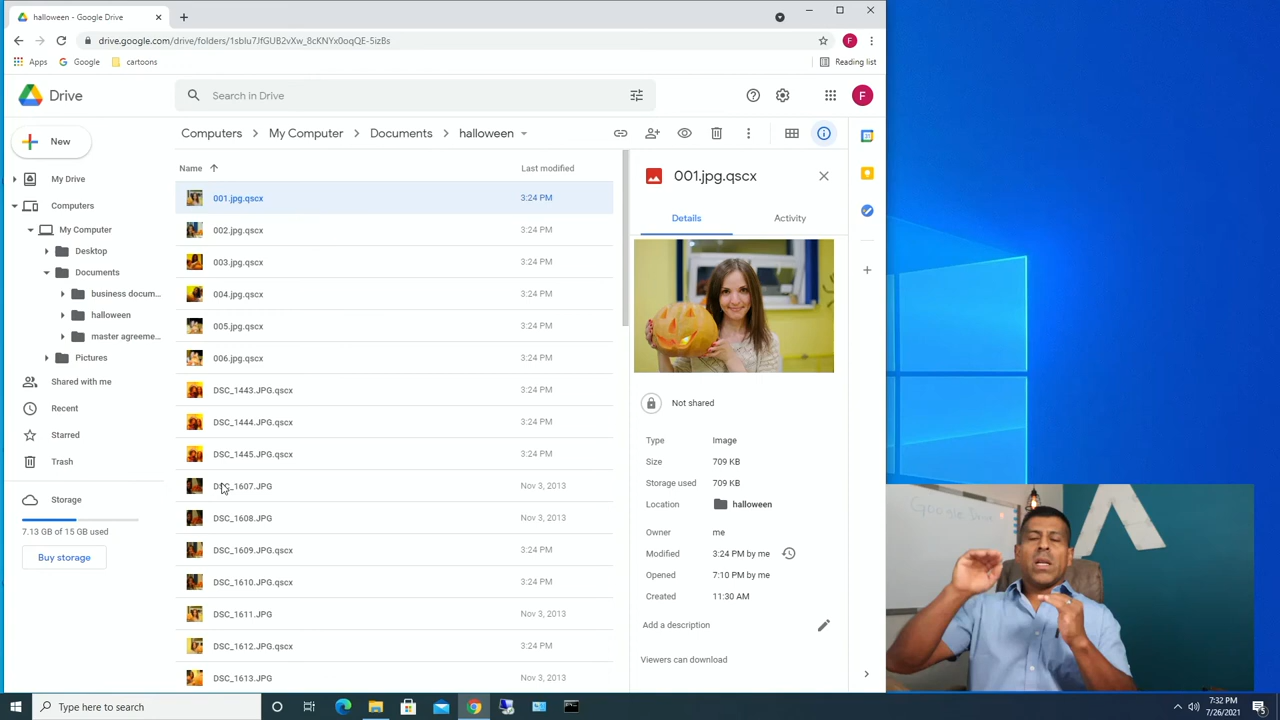 halloween - Google Drive
drive.google.com/drive/folders/1sblu7JfGUB2vXw_8cKNYx0oqQE-5izBs
Apps Google cartoons Reading list
Drive
Search in Drive
F
New
Computers My Computer Documents halloween
My Drive
Computers
My Computer
Desktop
Documents
business docum...
halloween
master agreeme...
Pictures
Shared with me
Recent
Starred
Trash
Storage
7.13 GB of 15 GB used
Buy storage
Name Last modified
001.jpg.qscx 3:24 PM
002.jpg.qscx 3:24 PM
003.jpg.qscx 3:24 PM
004.jpg.qscx 3:24 PM
005.jpg.qscx 3:24 PM
006.jpg.qscx 3:24 PM
DSC_1443.JPG.qscx 3:24 PM
DSC_1444.JPG.qscx 3:24 PM
DSC_1445.JPG.qscx 3:24 PM
DSC_1607.JPG Nov 3, 2013
DSC_1608.JPG Nov 3, 2013
DSC_1609.JPG.qscx 3:24 PM
DSC_1610.JPG.qscx 3:24 PM
DSC_1611.JPG Nov 3, 2013
DSC_1612.JPG.qscx 3:24 PM
DSC_1613.JPG Nov 3, 2013
001.jpg.qscx
Details Activity
Not shared
Type Image
Size 709 KB
Storage used 709 KB
Location halloween
Owner me
Modified 3:24 PM by me
Opened 7:10 PM by me
Created 11:30 AM
Add a description
Viewers can download
Google Drive
Type here to search
7:32 PM
7/26/2021
5